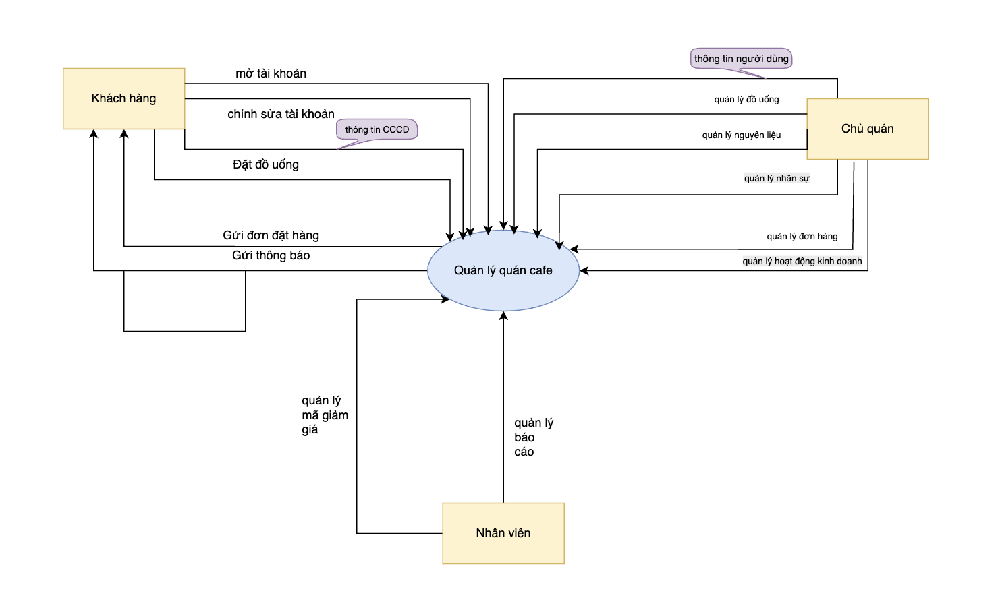 thông tin người dùng
mở tài khoản
Khách hàng
quản lý đồ uống
chỉnh sửa tài khoản
thông tin CCCD
Chủ quán
quản lý nguyên liệu
Đặt đồ uống
quản lý nhân sự
Gửi đơn đặt hàng
quản lý đơn hàng
Gửi thông báo
quản lý hoạt động kinh doanh
Quản lý quán cafe
quản lý
mã giảm
giá
quản lý
báo
cáo
Nhân viên